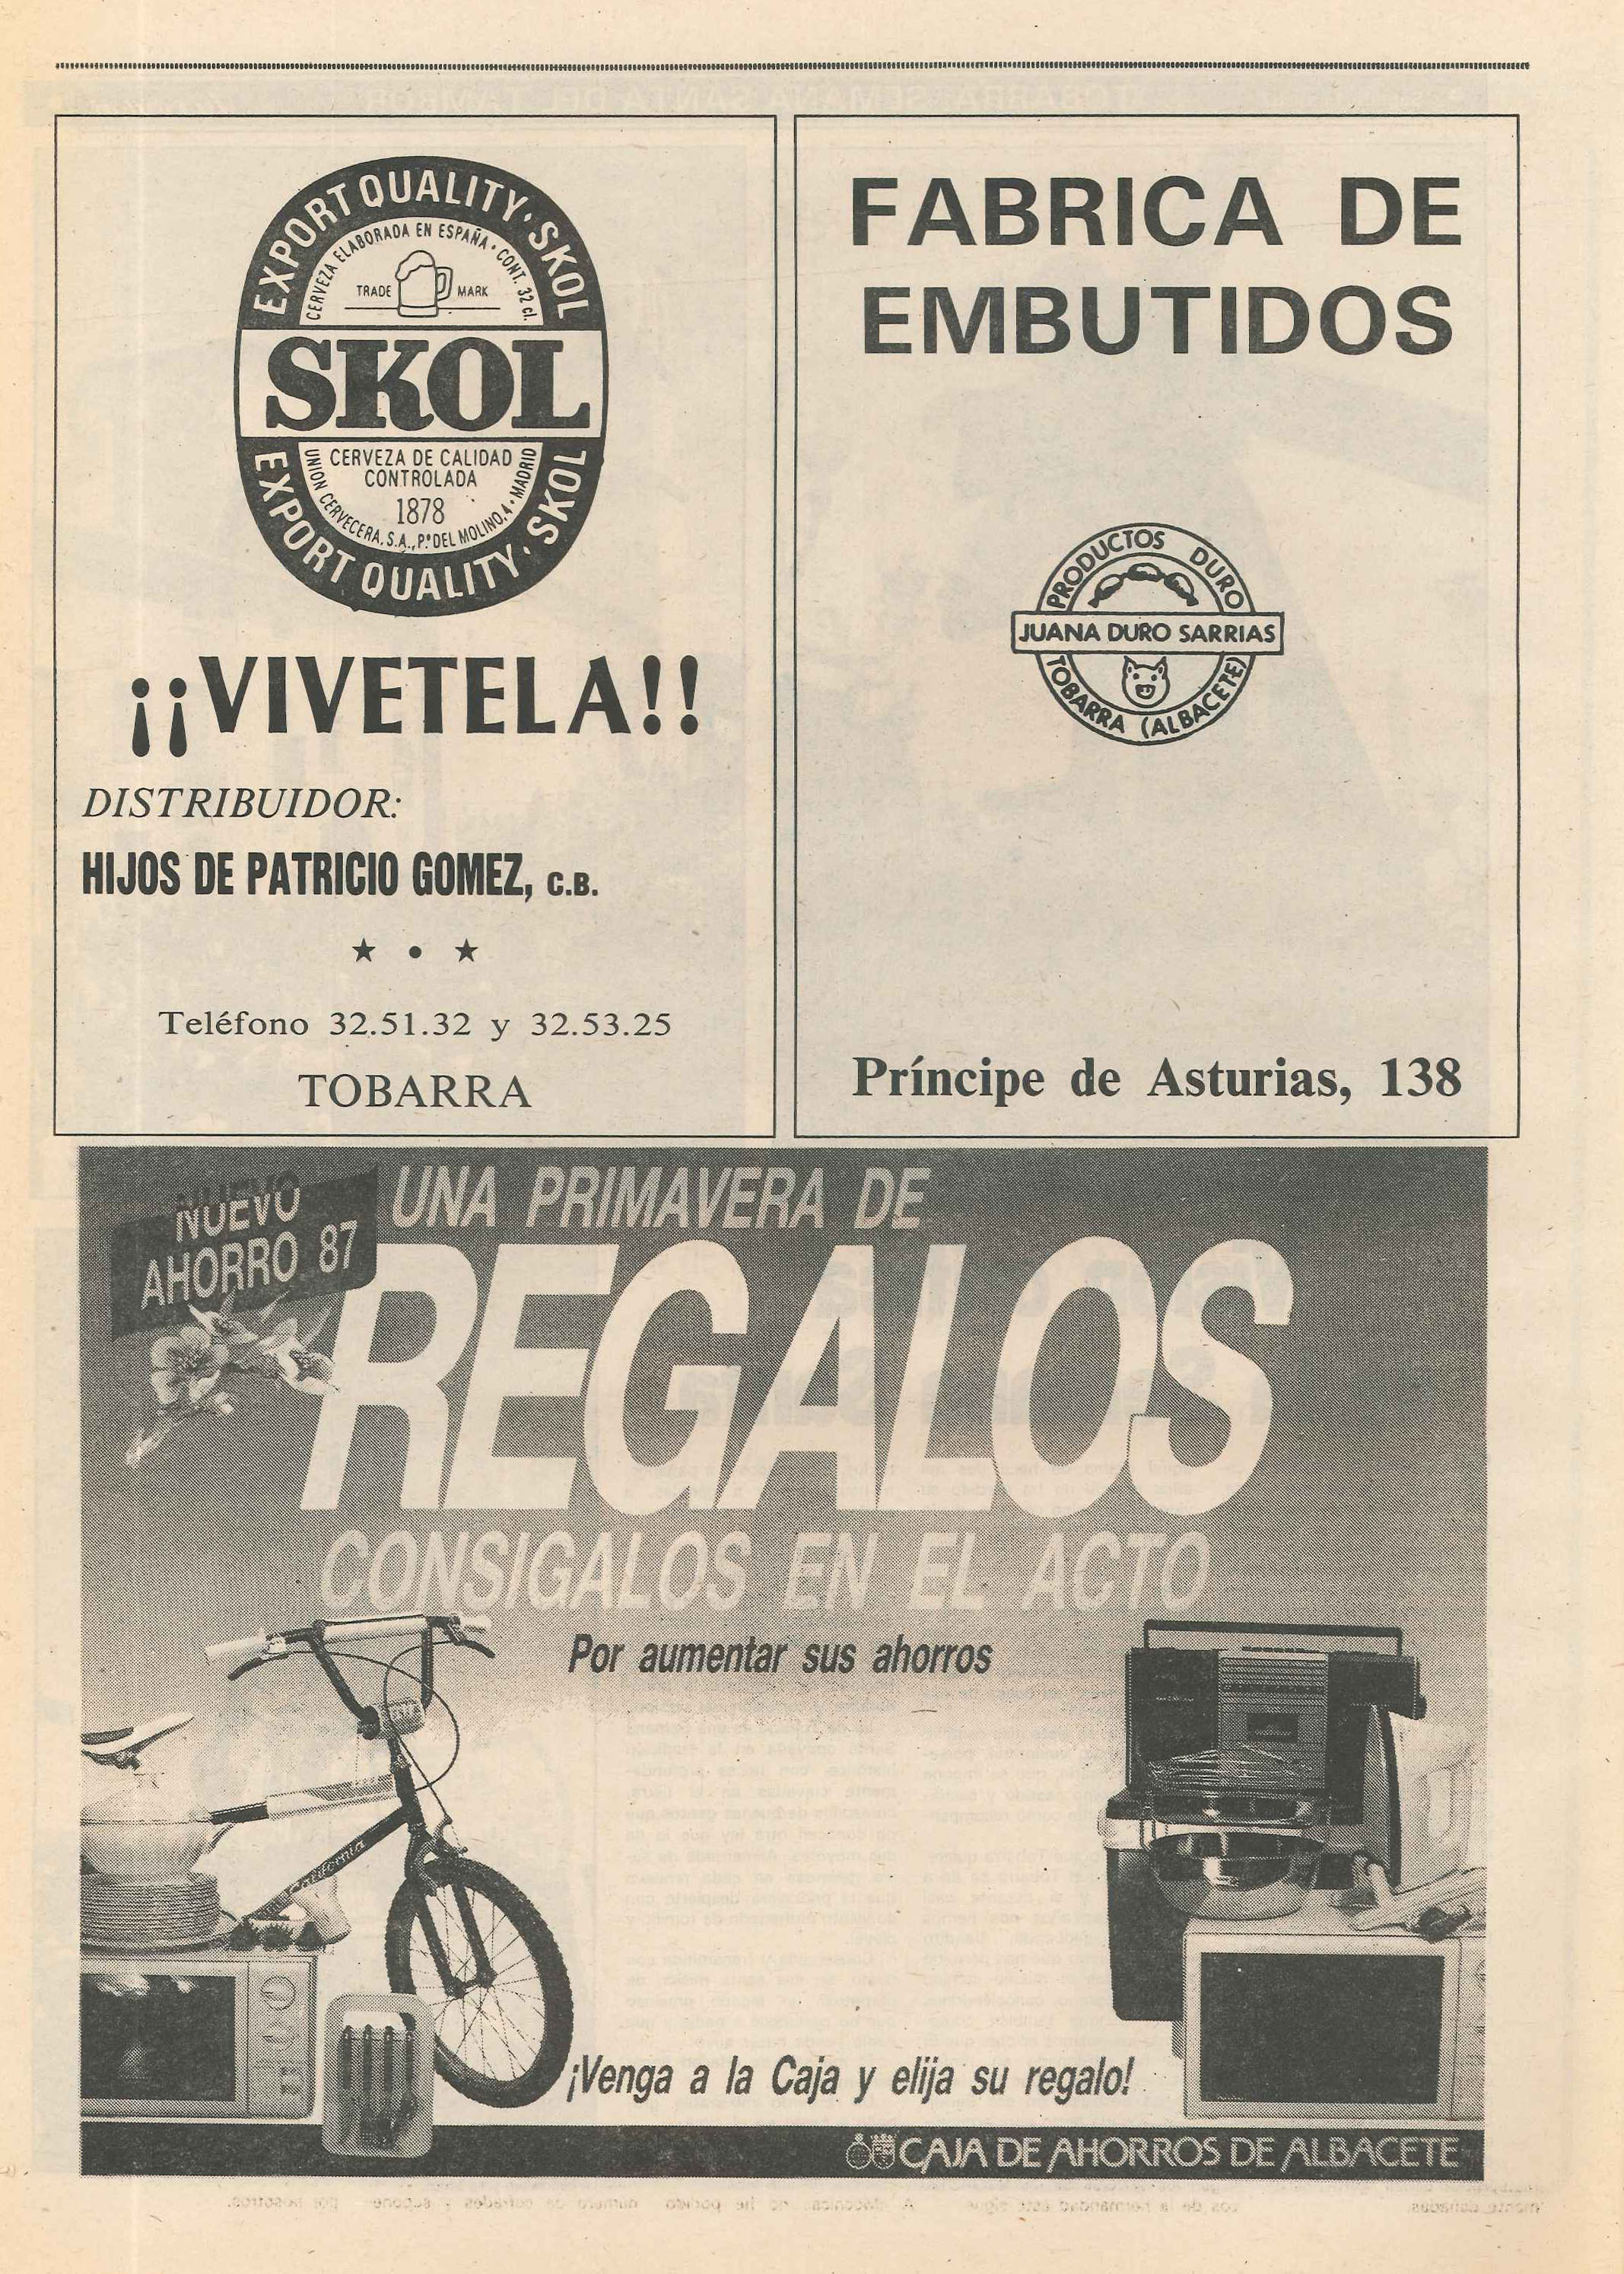 EXPORT QUALITY · SKOL
CERVEZA ELABORADA EN ESPAÑA · CONT. 32 cl.
TRADE MARK
SKOL
CERVEZA DE CALIDAD
CONTROLADA
1878
UNION CERVECERA, S.A., P.º DEL MOLINO, 4 · MADRID
EXPORT QUALITY · SKOL
¡¡VIVETELA!!
DISTRIBUIDOR:
HIJOS DE PATRICIO GOMEZ, C.B.
★ • ★
Teléfono 32.51.32 y 32.53.25
TOBARRA
FABRICA DE
EMBUTIDOS
PRODUCTOS DURO
JUANA DURO SARRIAS
TOBARRA (ALBACETE)
Príncipe de Asturias, 138
NUEVO
AHORRO 87
UNA PRIMAVERA DE
REGALOS
CONSIGALOS EN EL ACTO
Por aumentar sus ahorros
California
¡Venga a la Caja y elija su regalo!
CAJA DE AHORROS DE ALBACETE